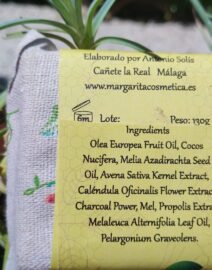 Elaborado por Antonio Solís
Cañete la Real Málaga
www.margaritacosmetica.es
6m Lote: Peso: 130g
Ingredients
Olea Europea Fruit Oil, Cocos
Nucifera, Melia Azadirachta Seed
Oil, Avena Sativa Kernel Extract,
Caléndula Oficinalis Flower Extract
Charcoal Power, Mel, Propolis Extra
Melaleuca Alternifolia Leaf Oil,
Pelargonium Graveolens.